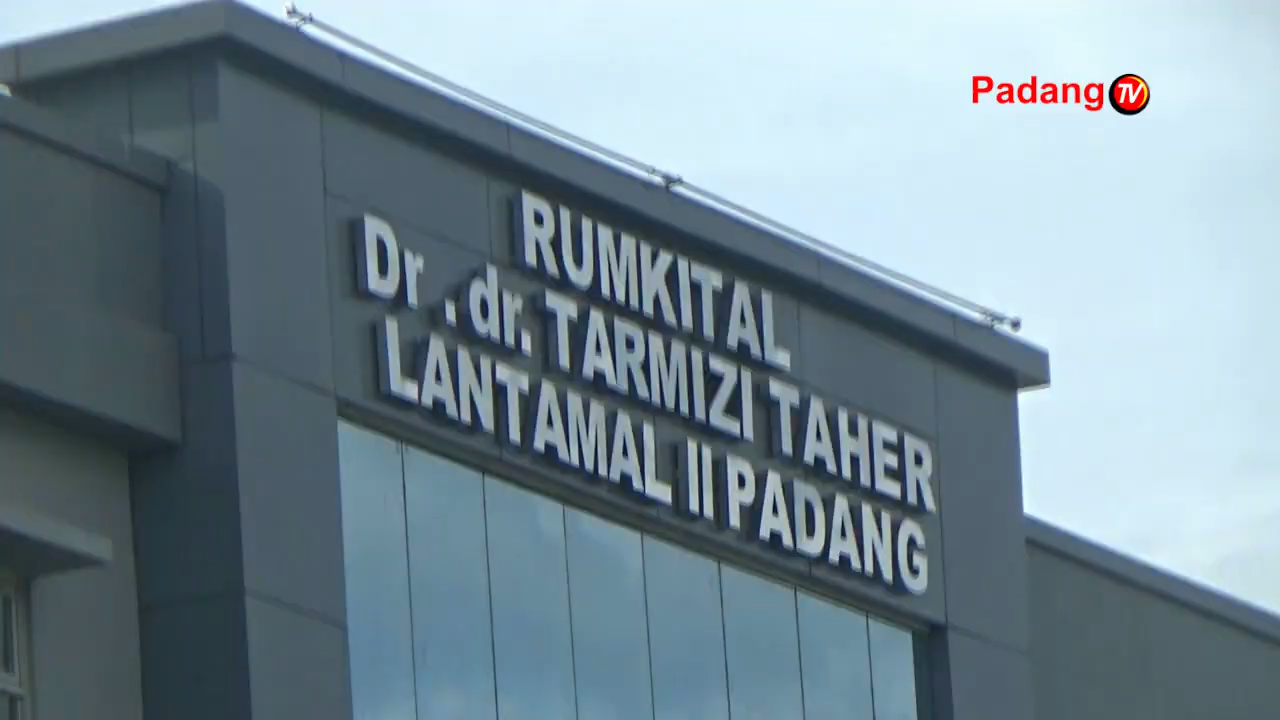 Padang TV
RUMKITAL
Dr . dr. TARMIZI TAHER
LANTAMAL II PADANG